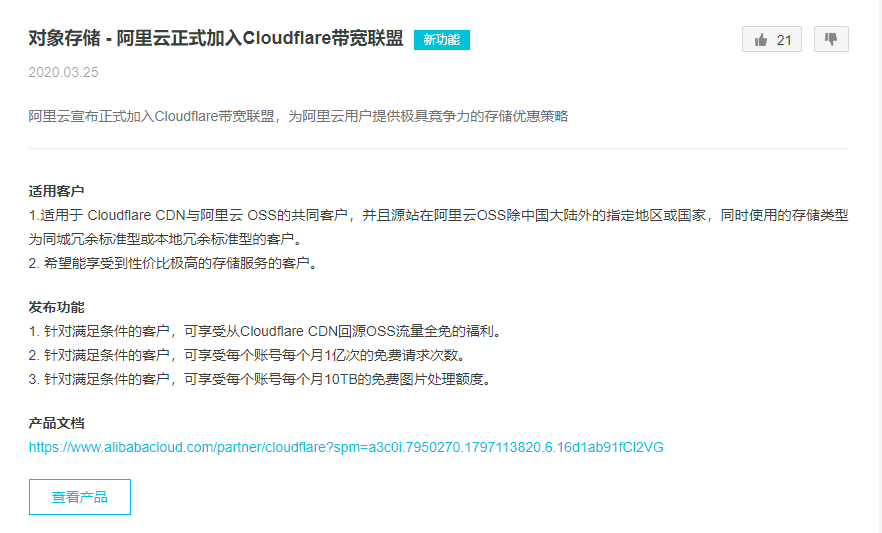 对象存储 - 阿里云正式加入Cloudflare带宽联盟 新功能
21
2020.03.25
阿里云宣布正式加入Cloudflare带宽联盟，为阿里云用户提供极具竞争力的存储优惠策略
适用客户
1.适用于 Cloudflare CDN与阿里云 OSS的共同客户，并且源站在阿里云OSS除中国大陆外的指定地区或国家，同时使用的存储类型
为同城冗余标准型或本地冗余标准型的客户。
2. 希望能享受到性价比极高的存储服务的客户。
发布功能
1. 针对满足条件的客户，可享受从Cloudflare CDN回源OSS流量全免的福利。
2. 针对满足条件的客户，可享受每个账号每个月1亿次的免费请求次数。
3. 针对满足条件的客户，可享受每个账号每个月10TB的免费图片处理额度。
产品文档
https://www.alibabacloud.com/partner/cloudflare?spm=a3c0i.7950270.1797113820.6.16d1ab91fCl2VG
查看产品